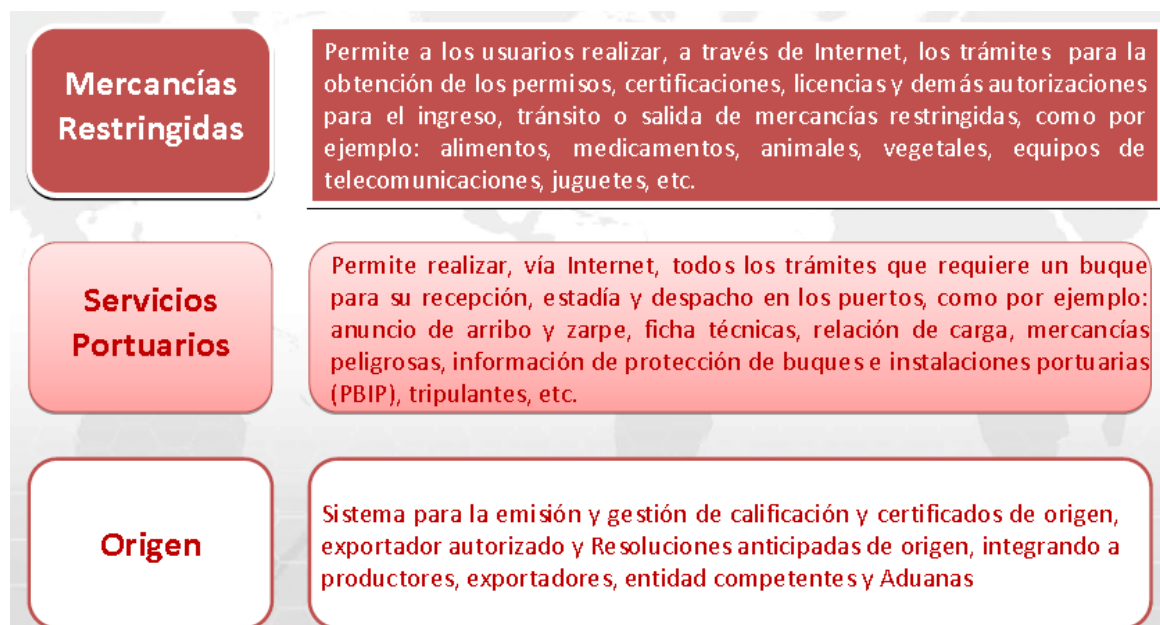 Mercancías
Restringidas
Permite a los usuarios realizar, a través de Internet, los trámites para la
obtención de los permisos, certificaciones, licencias y demás autorizaciones
para el ingreso, tránsito o salida de mercancías restringidas, como por
ejemplo: alimentos, medicamentos, animales, vegetales, equipos de
telecomunicaciones, juguetes, etc.
Servicios
Portuarios
Permite realizar, vía Internet, todos los trámites que requiere un buque
para su recepción, estadía y despacho en los puertos, como por ejemplo:
anuncio de arribo y zarpe, ficha técnicas, relación de carga, mercancías
peligrosas, información de protección de buques e instalaciones portuarias
(PBIP), tripulantes, etc.
Origen
Sistema para la emisión y gestión de calificación y certificados de origen,
exportador autorizado y Resoluciones anticipadas de origen, integrando a
productores, exportadores, entidad competentes y Aduanas